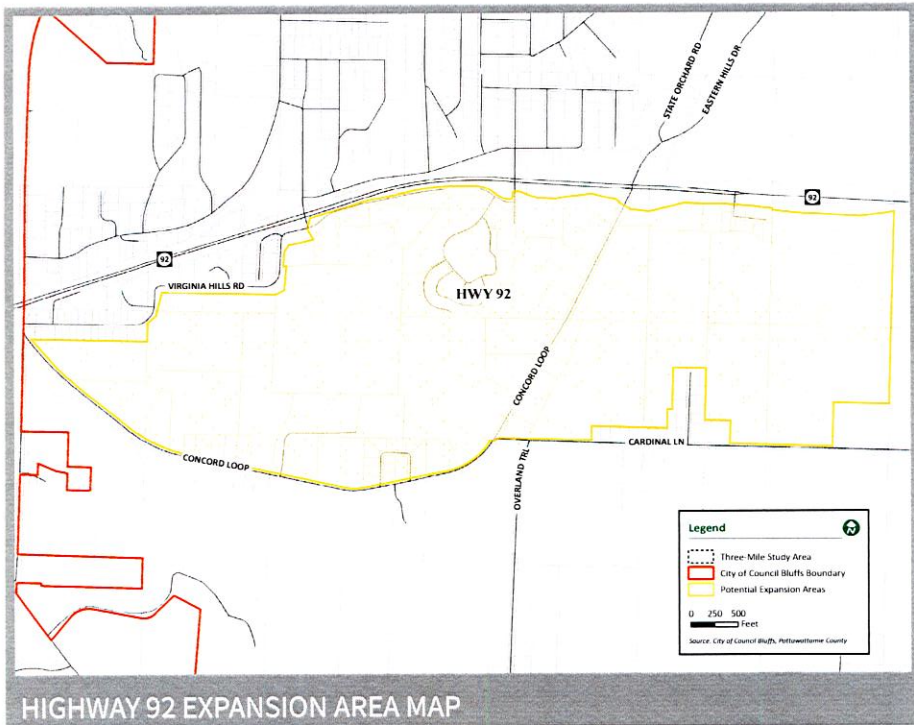 STATE ORCHARD RD
EASTERN HILLS DR
92
92
VIRGINIA HILLS RD
HWY 92
CONCORD LOOP
CARDINAL LN
CONCORD LOOP
OVERLAND TRL
Legend
N
Three-Mile Study Area
City of Council Bluffs Boundary
Potential Expansion Areas
0 250 500
Feet
Source: City of Council Bluffs, Pottawattamie County
HIGHWAY 92 EXPANSION AREA MAP